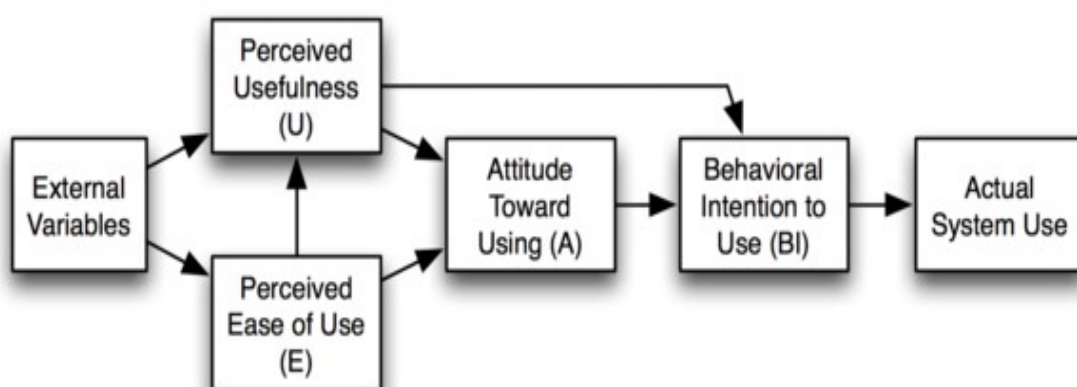 External
Variables
Perceived
Usefulness
(U)
Perceived
Ease of Use
(E)
Attitude
Toward
Using (A)
Behavioral
Intention to
Use (BI)
Actual
System Use